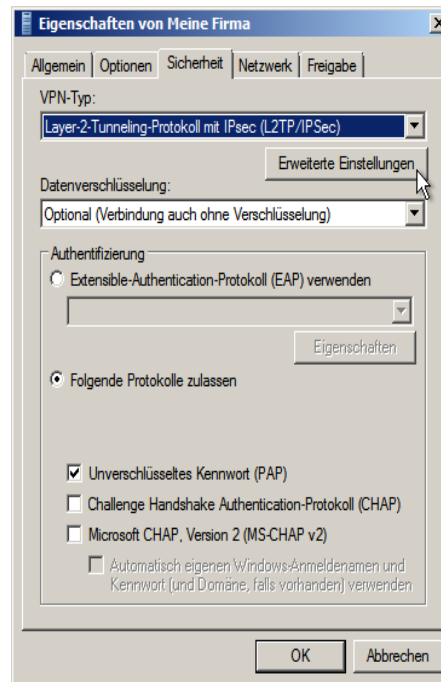 Eigenschaften von Meine Firma
Allgemein Optionen Sicherheit Netzwerk Freigabe
VPN-Typ:
Layer-2-Tunneling-Protokoll mit IPsec (L2TP/IPSec)
Erweiterte Einstellungen
Datenverschlüsselung:
Optional (Verbindung auch ohne Verschlüsselung)
Authentifizierung
Extensible-Authentication-Protokoll (EAP) verwenden
Eigenschaften
Folgende Protokolle zulassen
Unverschlüsseltes Kennwort (PAP)
Challenge Handshake Authentication-Protokoll (CHAP)
Microsoft CHAP, Version 2 (MS-CHAP v2)
Automatisch eigenen Windows-Anmeldenamen und
Kennwort (und Domäne, falls vorhanden) verwenden
OK Abbrechen